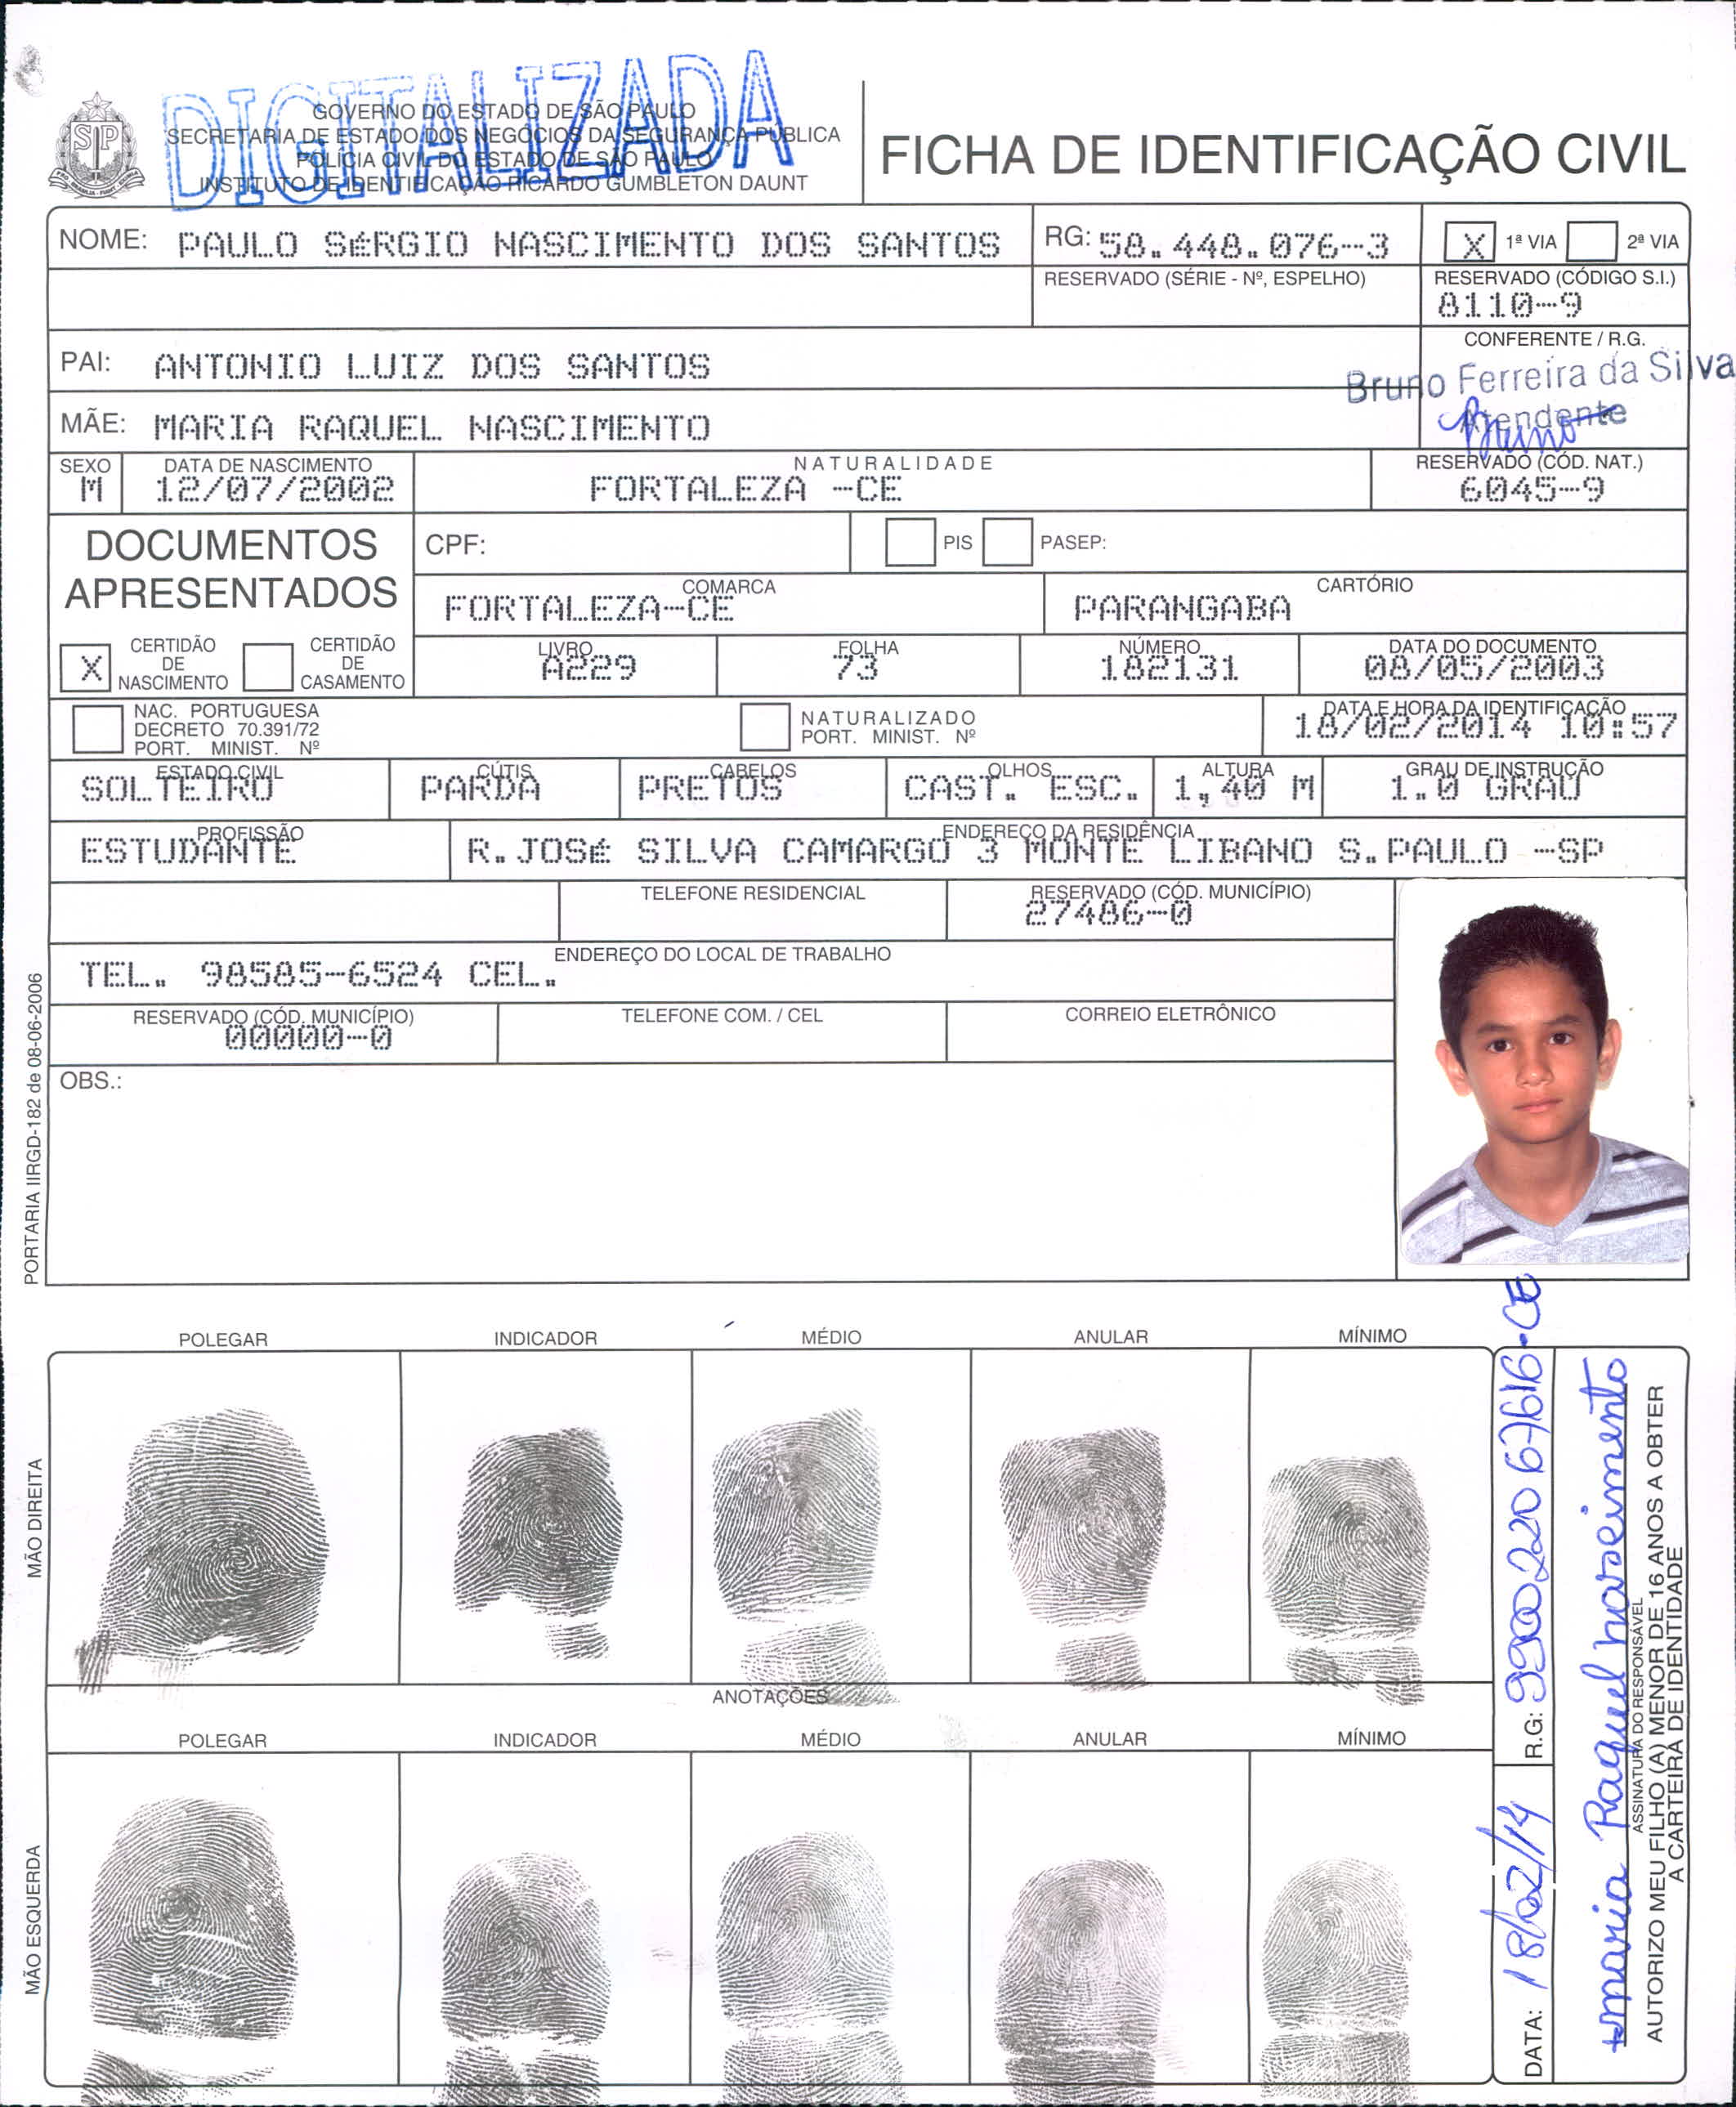 DIGITALIZADA
GOVERNO DO ESTADO DE SÃO PAULO
SECRETARIA DE ESTADO DOS NEGÓCIOS DA SEGURANÇA PÚBLICA
POLÍCIA CIVIL DO ESTADO DE SÃO PAULO
INSTITUTO DE IDENTIFICAÇÃO RICARDO GUMBLETON DAUNT
FICHA DE IDENTIFICAÇÃO CIVIL
NOME: PAULO SÉRGIO NASCIMENTO DOS SANTOS
RG: 58.448.076-3
X 1ª VIA 2ª VIA
RESERVADO (SÉRIE - Nº, ESPELHO)
RESERVADO (CÓDIGO S.I.)
8110-9
PAI: ANTONIO LUIZ DOS SANTOS
CONFERENTE / R.G.
Bruno Ferreira da Silva
Atendente
Bruno
MÃE: MARIA RAQUEL NASCIMENTO
SEXO
M
DATA DE NASCIMENTO
12/07/2002
NATURALIDADE
FORTALEZA -CE
RESERVADO (CÓD. NAT.)
6045-9
DOCUMENTOS
APRESENTADOS
CPF:
PIS PASEP:
COMARCA
FORTALEZA-CE
CARTÓRIO
PARANGABA
X CERTIDÃO
DE
NASCIMENTO
CERTIDÃO
DE
CASAMENTO
LIVRO
A229
FOLHA
73
NÚMERO
182131
DATA DO DOCUMENTO
08/05/2003
NAC. PORTUGUESA
DECRETO 70.391/72
PORT. MINIST. Nº
NATURALIZADO
PORT. MINIST. Nº
DATA E HORA DA IDENTIFICAÇÃO
18/02/2014 10:57
ESTADO CIVIL
SOLTEIRO
CÚTIS
PARDA
CABELOS
PRETOS
OLHOS
CAST. ESC.
ALTURA
1,40 M
GRAU DE INSTRUÇÃO
1.0 GRAU
PROFISSÃO
ESTUDANTE
ENDEREÇO DA RESIDÊNCIA
R.JOSÉ SILVA CAMARGO 3 MONTE LIBANO S.PAULO -SP
TELEFONE RESIDENCIAL
RESERVADO (CÓD. MUNICÍPIO)
27486-0
ENDEREÇO DO LOCAL DE TRABALHO
TEL. 98585-6524 CEL.
RESERVADO (CÓD. MUNICÍPIO)
00000-0
TELEFONE COM. / CEL
CORREIO ELETRÔNICO
OBS.:
PORTARIA IIRGD-182 de 08-06-2006
POLEGAR INDICADOR MÉDIO ANULAR MÍNIMO
MÃO DIREITA
ANOTAÇÕES
POLEGAR INDICADOR MÉDIO ANULAR MÍNIMO
MÃO ESQUERDA
DATA: 18/02/14
R.G: 990022067616-CE
maria Raquel nascimento
ASSINATURA DO RESPONSÁVEL
AUTORIZO MEU FILHO (A) MENOR DE 16 ANOS A OBTER
A CARTEIRA DE IDENTIDADE